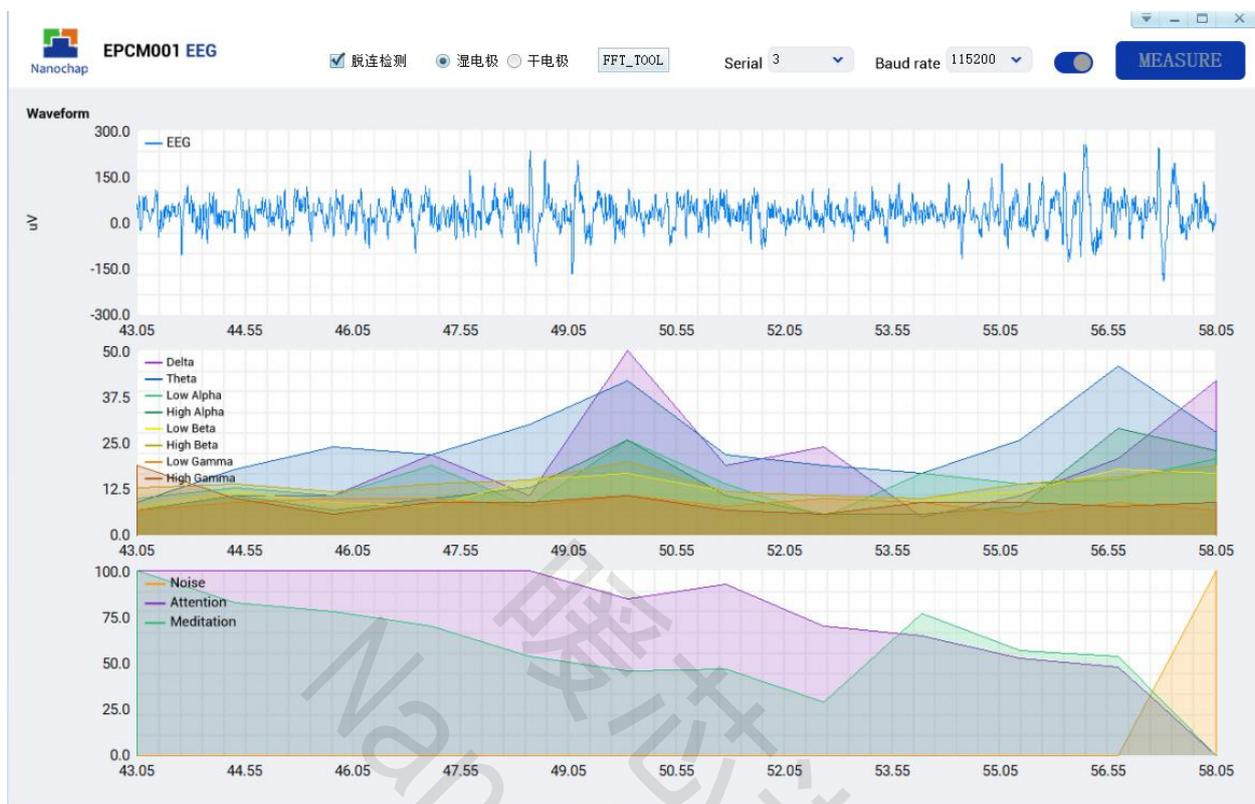 Nanochap
EPCM001 EEG
脱连检测 湿电极 干电极 FFT_TOOL Serial 3 Baud rate 115200 MEASURE
Waveform
300.0
150.0
0.0
-150.0
-300.0
uV
EEG
43.05 44.55 46.05 47.55 49.05 50.55 52.05 53.55 55.05 56.55 58.05
50.0
37.5
25.0
12.5
0.0
Delta
Theta
Low Alpha
High Alpha
Low Beta
High Beta
Low Gamma
High Gamma
43.05 44.55 46.05 47.55 49.05 50.55 52.05 53.55 55.05 56.55 58.05
100.0
75.0
50.0
25.0
0.0
Noise
Attention
Meditation
43.05 44.55 46.05 47.55 49.05 50.55 52.05 53.55 55.05 56.55 58.05
暖芯